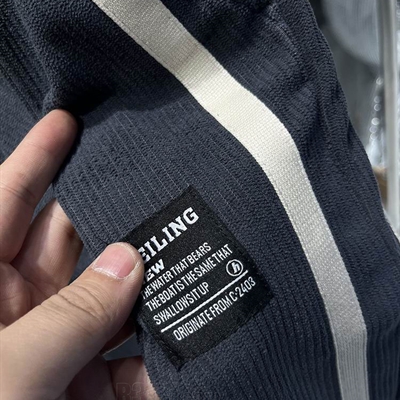 EILING
EW
THE WATER THAT BEARS
THE BOAT IS THE SAME THAT
SWALLOWS IT UP
ORIGINATE FROM C-2403